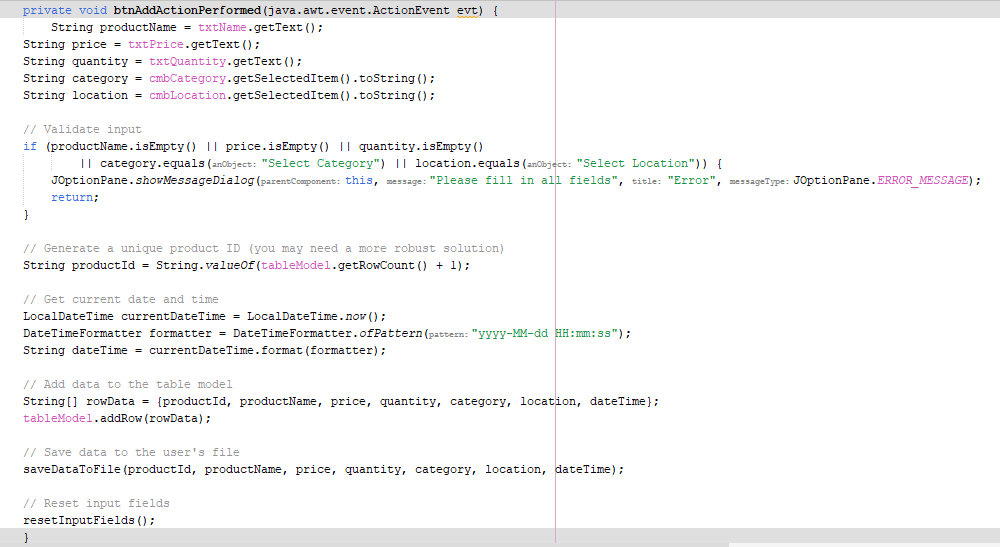 private void btnAddActionPerformed(java.awt.event.ActionEvent evt) {
String productName = txtName.getText();
String price = txtPrice.getText();
String quantity = txtQuantity.getText();
String category = cmbCategory.getSelectedItem().toString();
String location = cmbLocation.getSelectedItem().toString();
// Validate input
if (productName.isEmpty() || price.isEmpty() || quantity.isEmpty()
|| category.equals(anObject: "Select Category") || location.equals(anObject: "Select Location")) {
JOptionPane.showMessageDialog(parentComponent: this, message: "Please fill in all fields", title: "Error", messageType: JOptionPane.ERROR_MESSAGE);
return;
}
// Generate a unique product ID (you may need a more robust solution)
String productId = String.valueOf(tableModel.getRowCount() + 1);
// Get current date and time
LocalDateTime currentDateTime = LocalDateTime.now();
DateTimeFormatter formatter = DateTimeFormatter.ofPattern(pattern: "yyyy-MM-dd HH:mm:ss");
String dateTime = currentDateTime.format(formatter);
// Add data to the table model
String[] rowData = {productId, productName, price, quantity, category, location, dateTime};
tableModel.addRow(rowData);
// Save data to the user's file
saveDataToFile(productId, productName, price, quantity, category, location, dateTime);
// Reset input fields
resetInputFields();
}